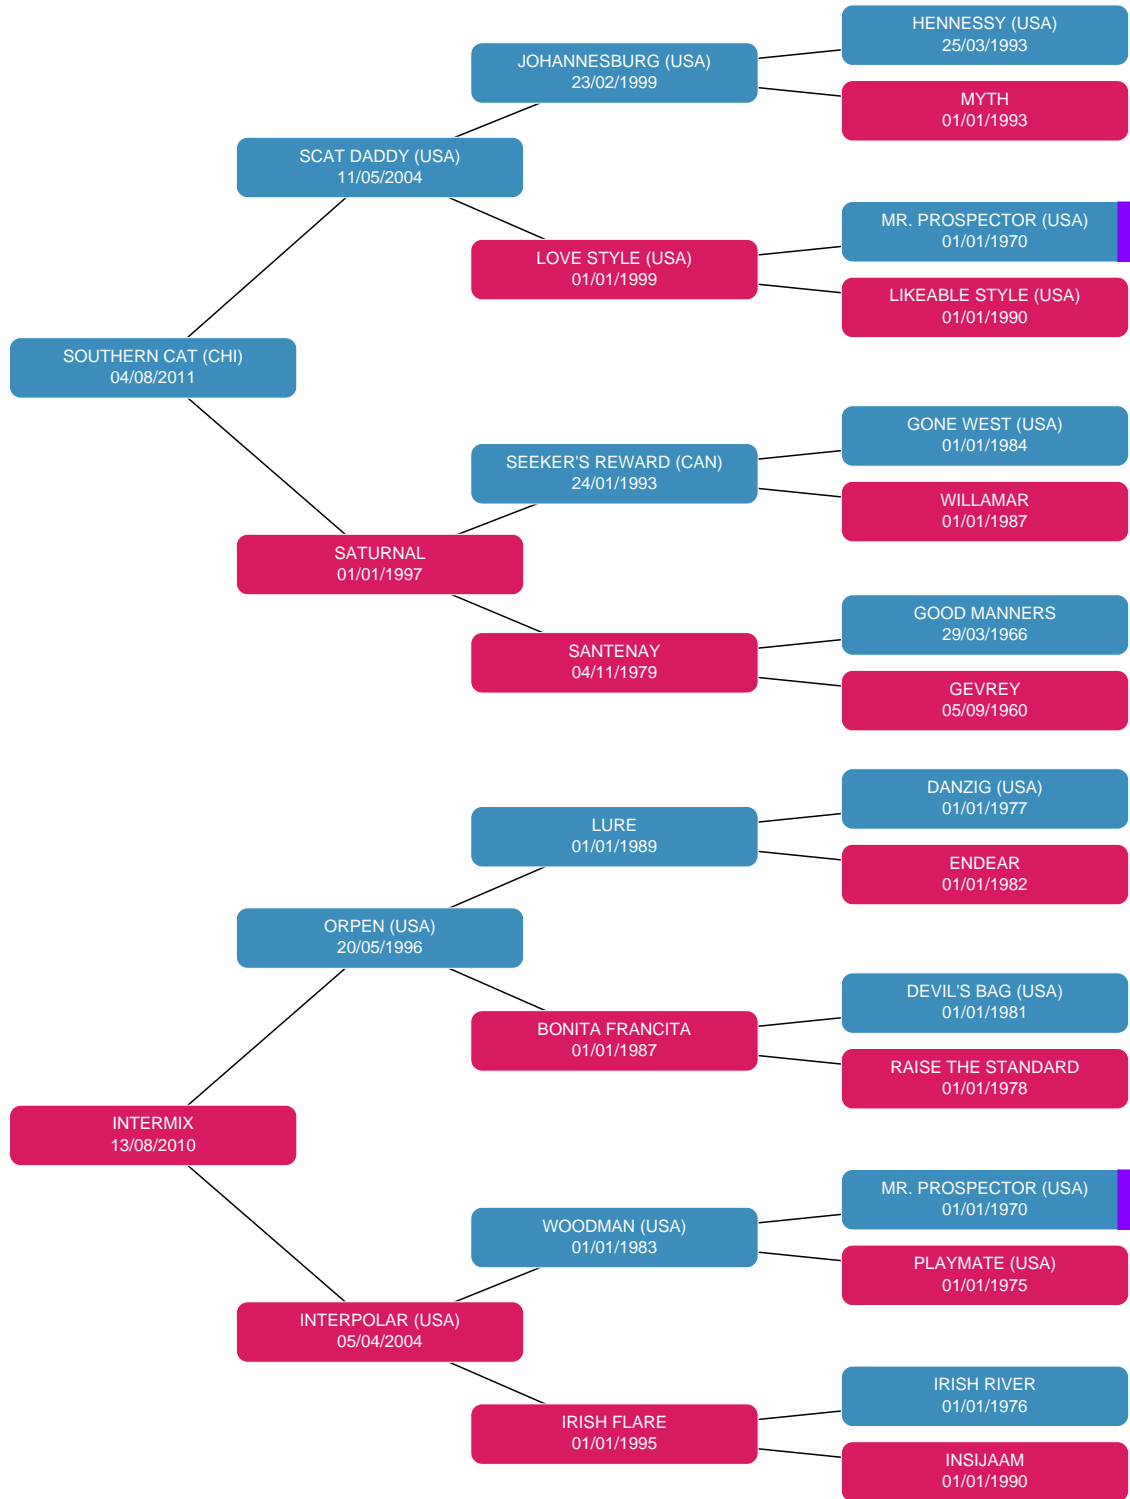 HENNESSY (USA)
25/03/1993
JOHANNESBURG (USA)
23/02/1999
MYTH
01/01/1993
SCAT DADDY (USA)
11/05/2004
MR. PROSPECTOR (USA)
01/01/1970
LOVE STYLE (USA)
01/01/1999
LIKEABLE STYLE (USA)
01/01/1990
SOUTHERN CAT (CHI)
04/08/2011
GONE WEST (USA)
01/01/1984
SEEKER'S REWARD (CAN)
24/01/1993
WILLAMAR
01/01/1987
SATURNAL
01/01/1997
GOOD MANNERS
29/03/1966
SANTENAY
04/11/1979
GEVREY
05/09/1960
DANZIG (USA)
01/01/1977
LURE
01/01/1989
ENDEAR
01/01/1982
ORPEN (USA)
20/05/1996
DEVIL'S BAG (USA)
01/01/1981
BONITA FRANCITA
01/01/1987
RAISE THE STANDARD
01/01/1978
INTERMIX
13/08/2010
MR. PROSPECTOR (USA)
01/01/1970
WOODMAN (USA)
01/01/1983
PLAYMATE (USA)
01/01/1975
INTERPOLAR (USA)
05/04/2004
IRISH RIVER
01/01/1976
IRISH FLARE
01/01/1995
INSIJAAM
01/01/1990